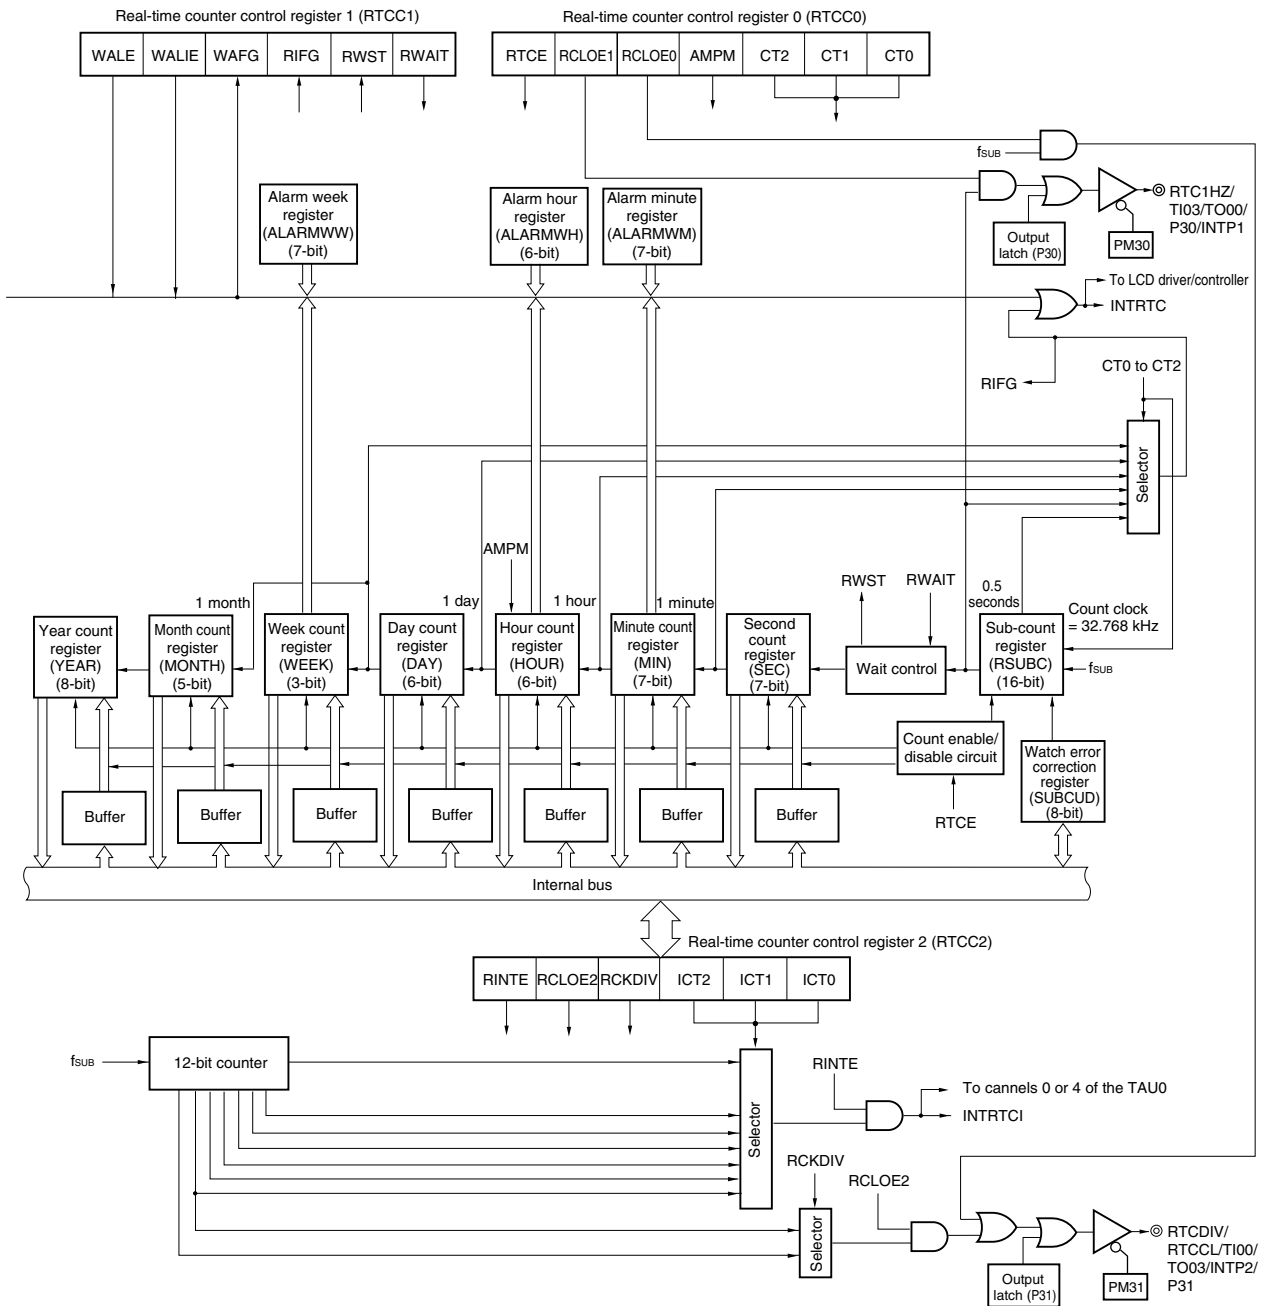 Real-time counter control register 1 (RTCC1)
Real-time counter control register 0 (RTCC0)
WALE WALIE WAFG RIFG RWST RWAIT
RTCE RCLOE1 RCLOE0 AMPM CT2 CT1 CT0
fSUB
RTC1HZ/
TI03/TO00/
P30/INTP1
Output
latch (P30)
PM30
Alarm week
register
(ALARMWW)
(7-bit)
Alarm hour
register
(ALARMWH)
(6-bit)
Alarm minute
register
(ALARMWM)
(7-bit)
To LCD driver/controller
INTRTC
RIFG
CT0 to CT2
Selector
AMPM
RWST
RWAIT
0.5
seconds
Count clock
= 32.768 kHz
1 month
1 day
1 hour
1 minute
Year count
register
(YEAR)
(8-bit)
Month count
register
(MONTH)
(5-bit)
Week count
register
(WEEK)
(3-bit)
Day count
register
(DAY)
(6-bit)
Hour count
register
(HOUR)
(6-bit)
Minute count
register
(MIN)
(7-bit)
Second
count
register
(SEC)
(7-bit)
Wait control
Sub-count
register
(RSUBC)
(16-bit)
fSUB
Count enable/
disable circuit
RTCE
Watch error
correction
register
(SUBCUD)
(8-bit)
Buffer
Buffer
Buffer
Buffer
Buffer
Buffer
Buffer
Internal bus
Real-time counter control register 2 (RTCC2)
RINTE RCLOE2 RCKDIV ICT2 ICT1 ICT0
fSUB
12-bit counter
Selector
RINTE
To cannels 0 or 4 of the TAU0
INTRTCI
RCKDIV
Selector
RCLOE2
Output
latch (P31)
PM31
RTCDIV/
RTCCL/TI00/
TO03/INTP2/
P31